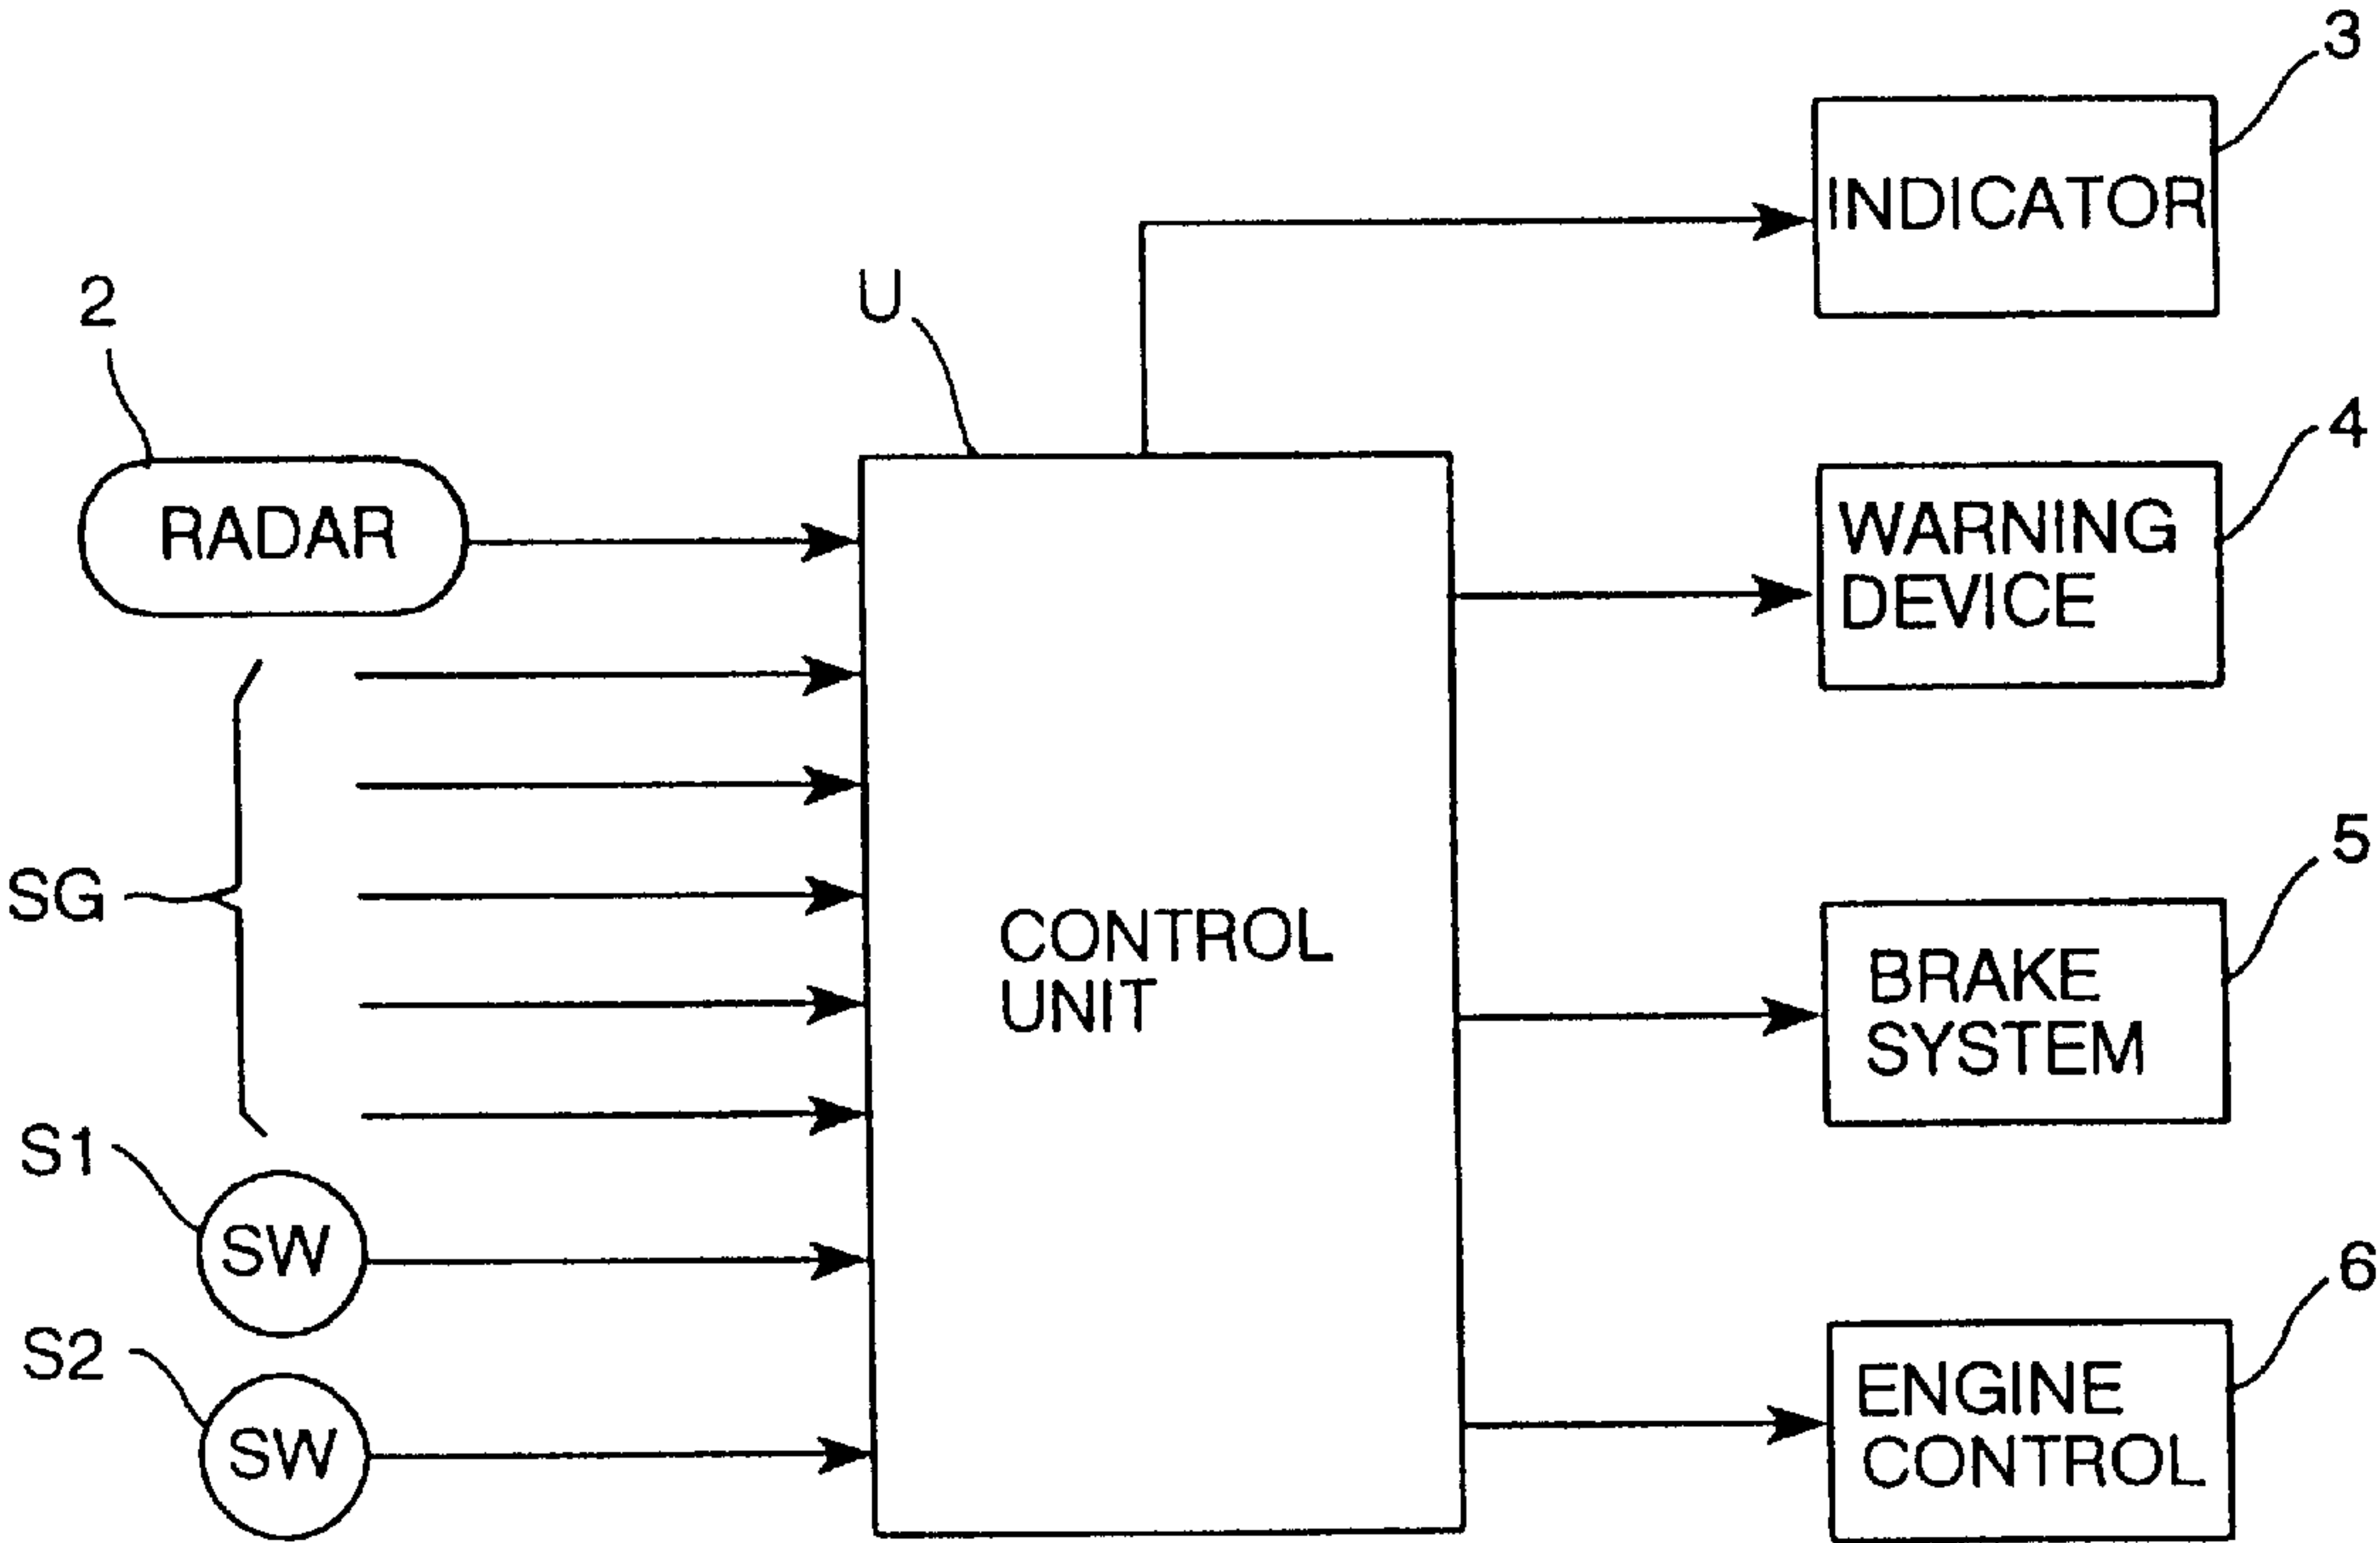 3
INDICATOR
2
U
4
RADAR
WARNING
DEVICE
5
SG
CONTROL
UNIT
BRAKE
SYSTEM
S1
SW
6
S2
SW
ENGINE
CONTROL